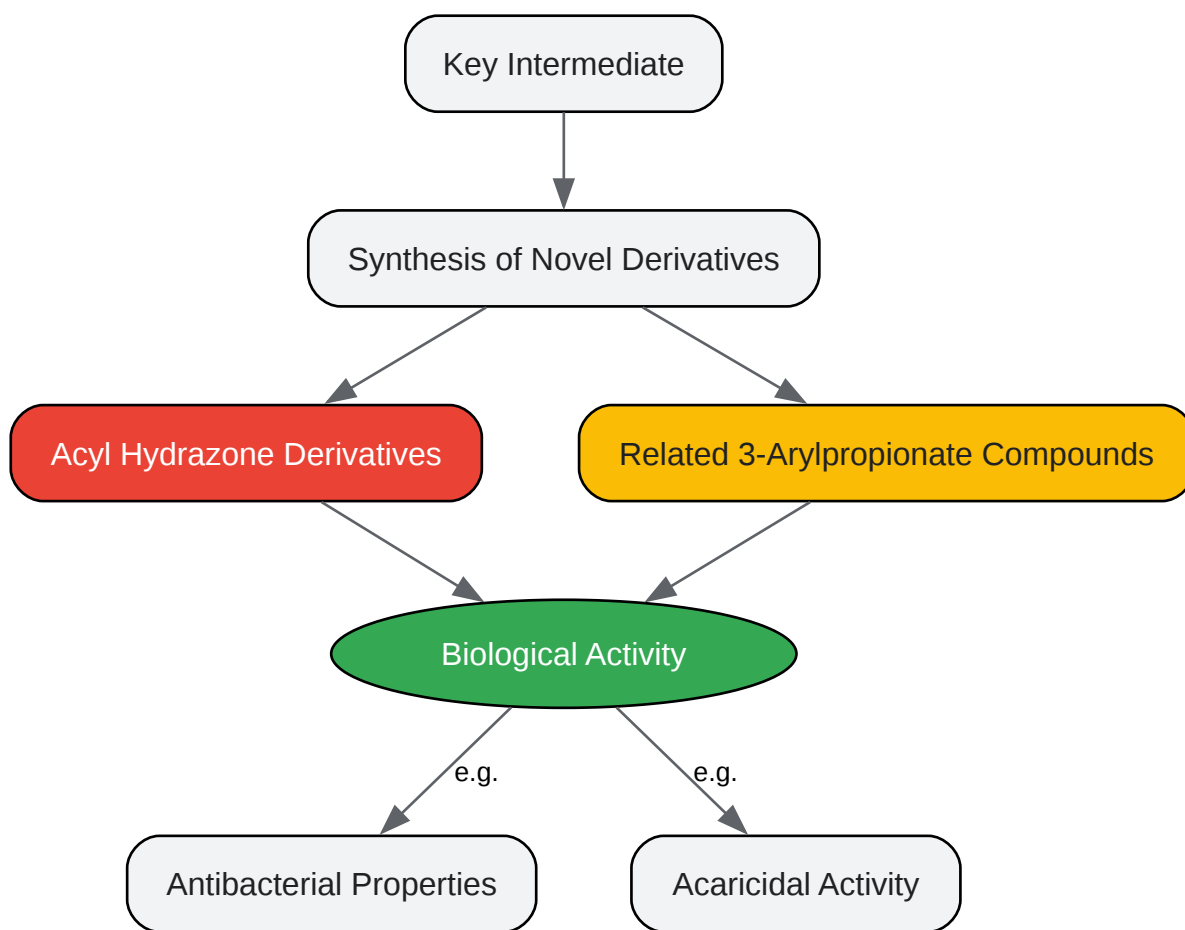 Key Intermediate
Synthesis of Novel Derivatives
Acyl Hydrazone Derivatives
Related 3-Arylpropionate Compounds
Biological Activity
e.g.
e.g.
Antibacterial Properties
Acaricidal Activity